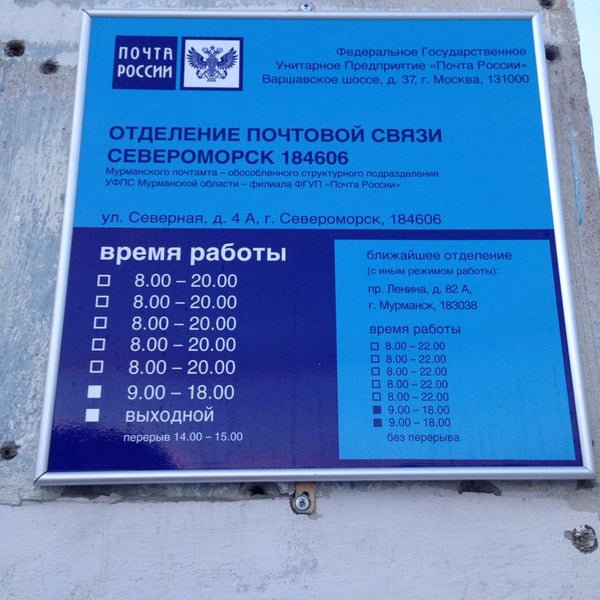 ПОЧТА
РОССИИ
Федеральное Государственное
Унитарное Предприятие «Почта России»
Варшавское шоссе, д. 37, г. Москва, 131000
ОТДЕЛЕНИЕ ПОЧТОВОЙ СВЯЗИ
СЕВЕРОМОРСК 184606
Мурманского почтамта – обособленного структурного подразделения
УФПС Мурманской области – филиала ФГУП «Почта России»
ул. Северная, д. 4 А, г. Североморск, 184606
время работы
8.00 – 20.00
8.00 – 20.00
8.00 – 20.00
8.00 – 20.00
8.00 – 20.00
9.00 – 18.00
ВЫХОДНОЙ
перерыв 14.00 – 15.00
ближайшее отделение
(с иным режимом работы):
пр. Ленина, д. 82 А,
г. Мурманск, 183038
время работы
8.00 – 22.00
8.00 – 22.00
8.00 – 22.00
8.00 – 22.00
8.00 – 22.00
9.00 – 18.00
9.00 – 18.00
без перерыва